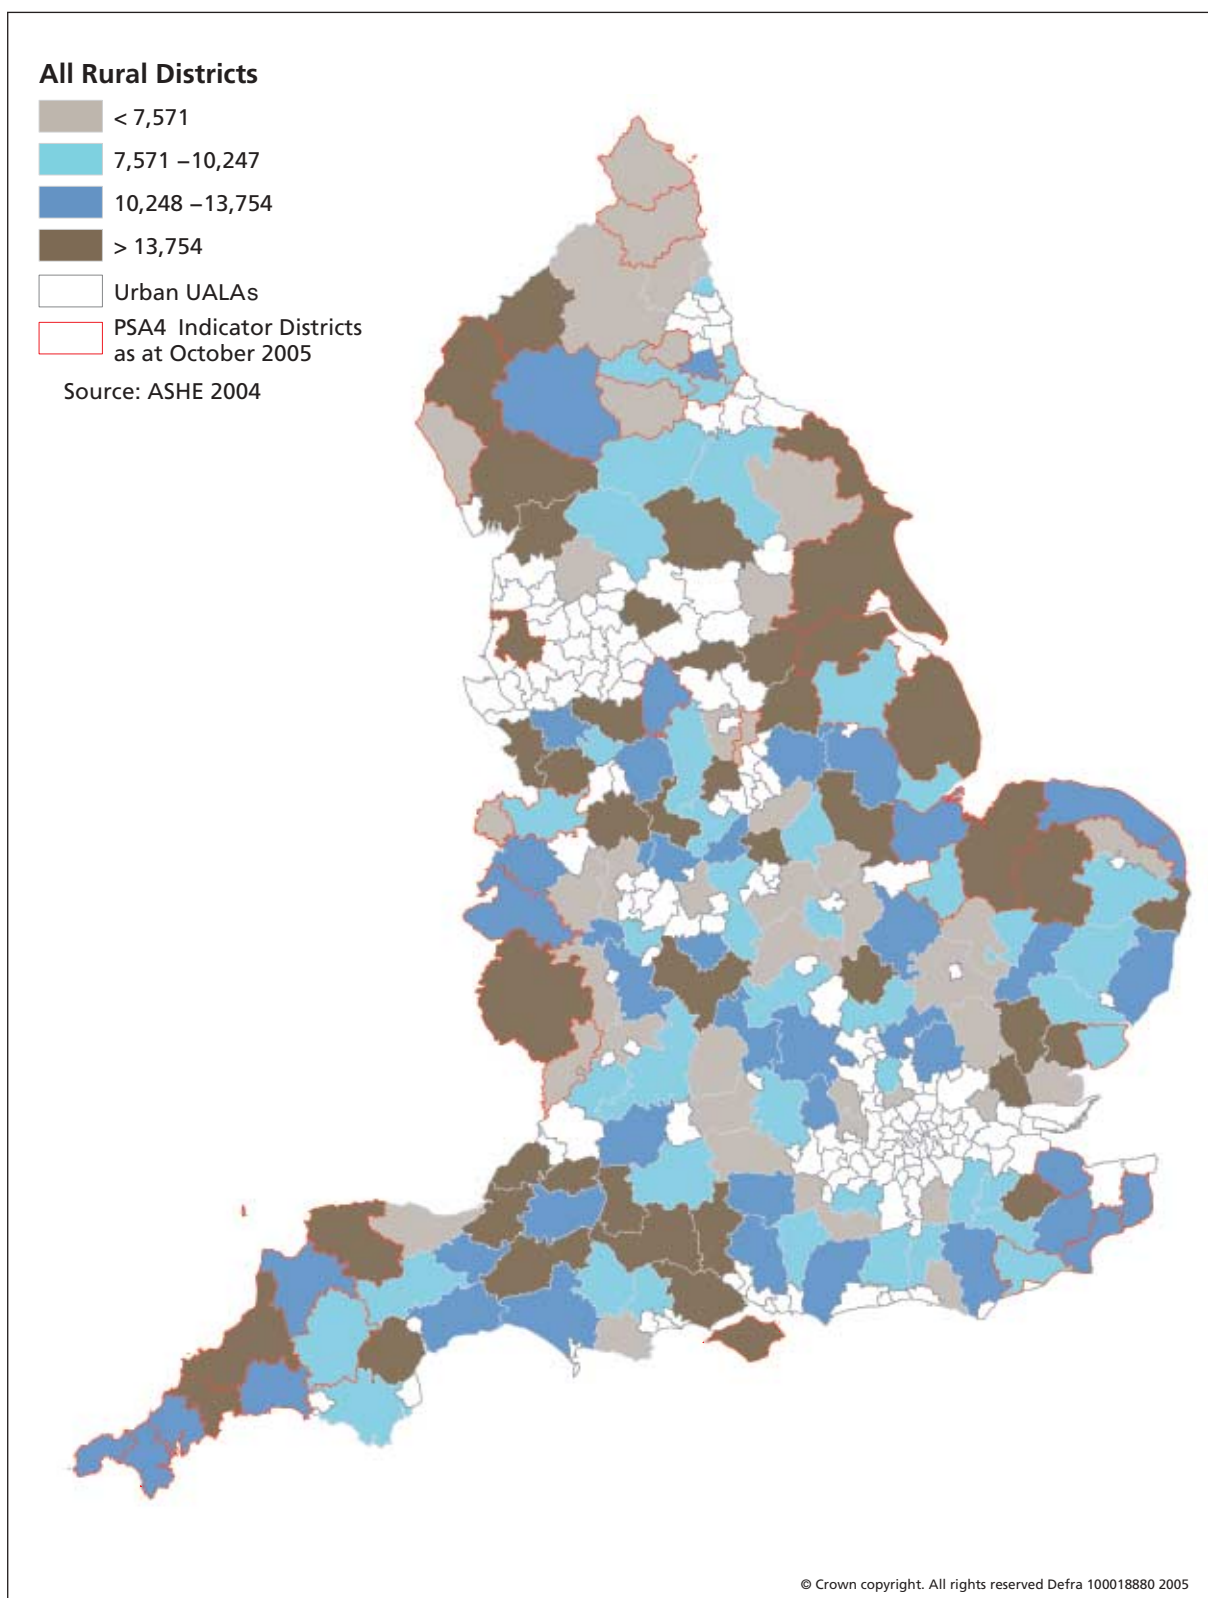 All Rural Districts
< 7,571
7,571 –10,247
10,248 –13,754
> 13,754
Urban UALAs
PSA4 Indicator Districts
as at October 2005
Source: ASHE 2004
© Crown copyright. All rights reserved Defra 100018880 2005